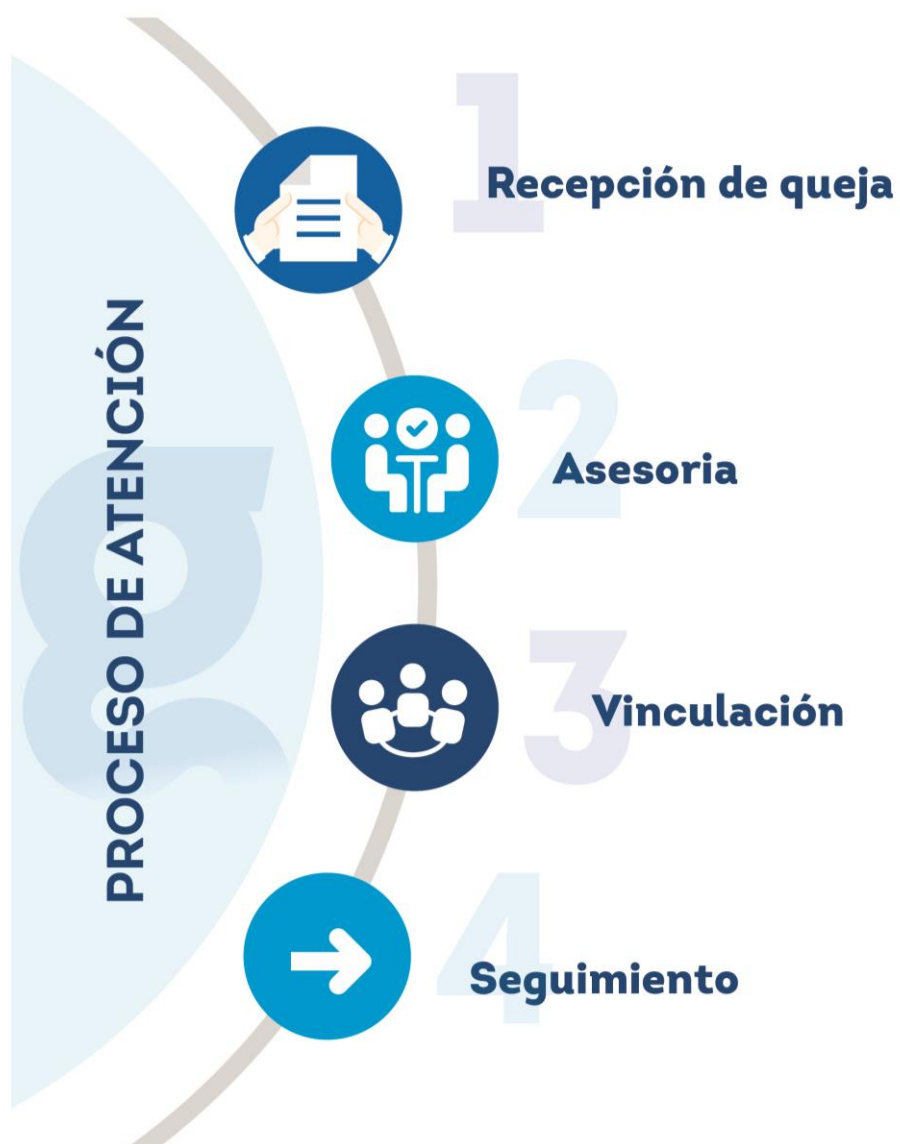 PROCESO DE ATENCIÓN
1
Recepción de queja
2
Asesoria
3
Vinculación
4
Seguimiento
g